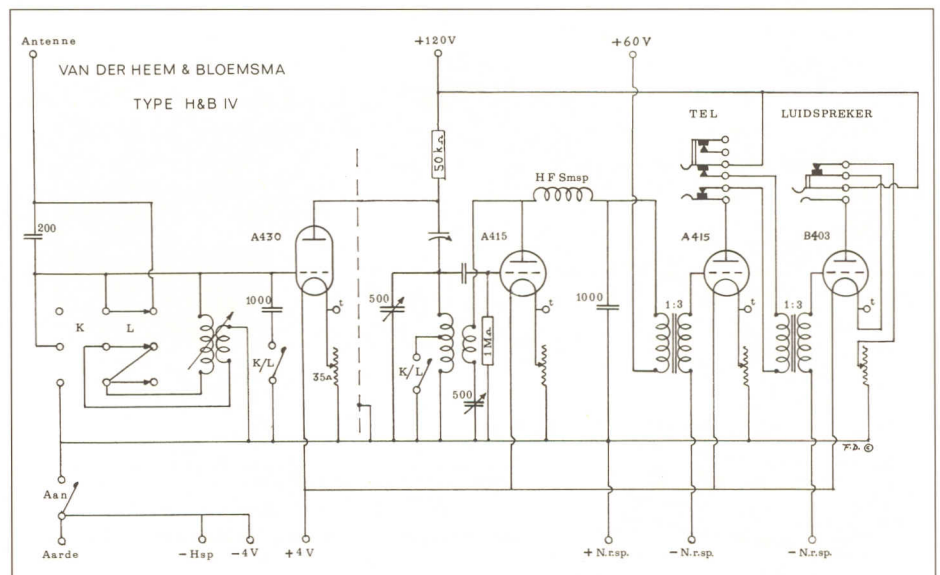 Antenne
+120V
+60V
VAN DER HEEM & BLOEMSMA
TYPE H&B IV
TEL
LUIDSPREKER
50kΩ
HF Smsp
200
A430
A415
A415
B403
K
L
1000
K/L
35Ω
t
500
K/L
500
1MΩ
t
1000
1:3
t
1:3
t
F.D. ©
Aan
Aarde
-Hsp
-4V
+4V
+N.r.sp.
-N.r.sp.
-N.r.sp.